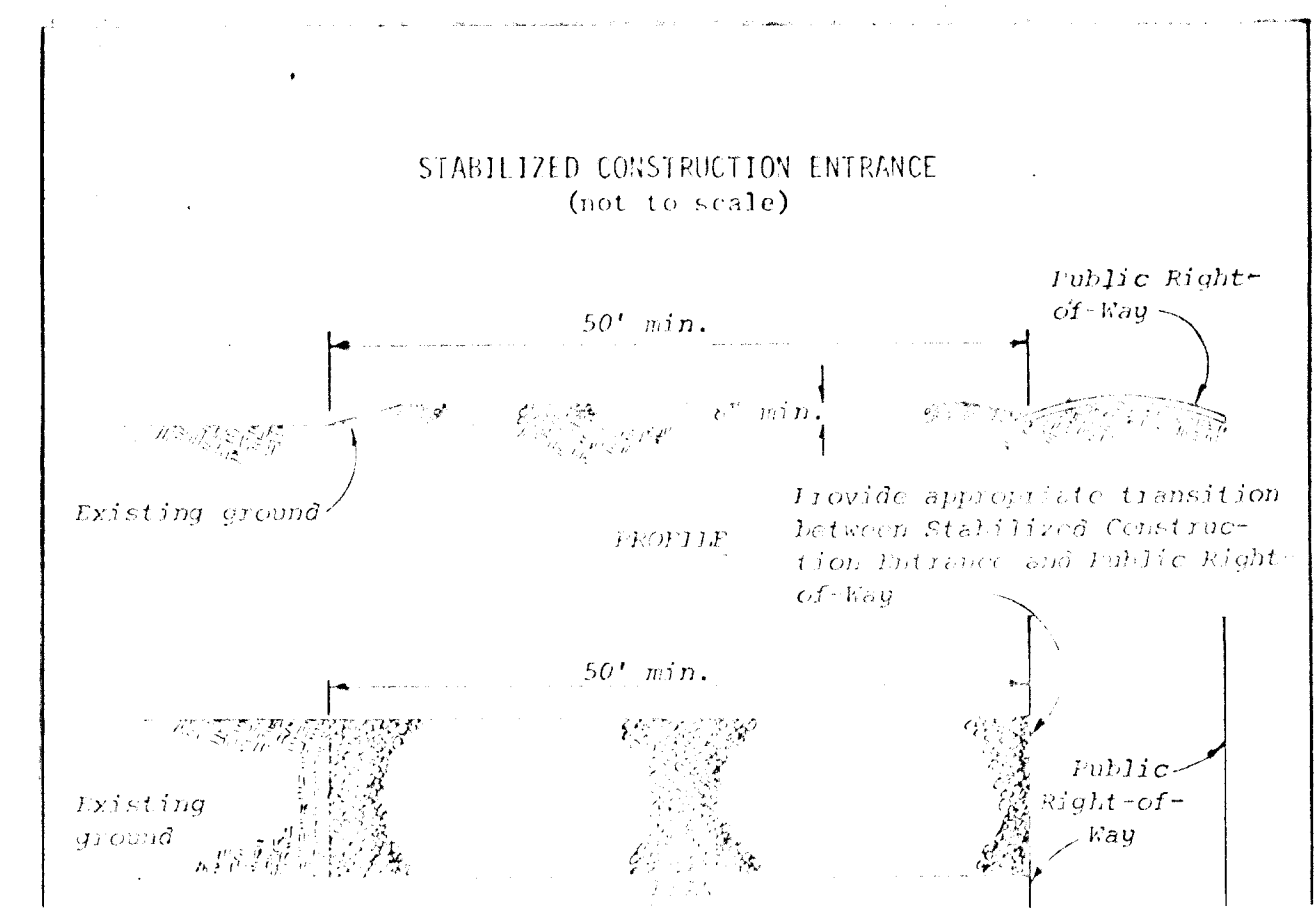 STABILIZED CONSTRUCTION ENTRANCE
(not to scale)
Public Right-
of-Way
50' min.
min.
Existing ground
PROFILE
Provide appropriate transition
between Stabilized Construc-
tion Entrance and Public Right-
of-Way
50' min.
Existing
ground
Public
Right-of-
Way
PLAN